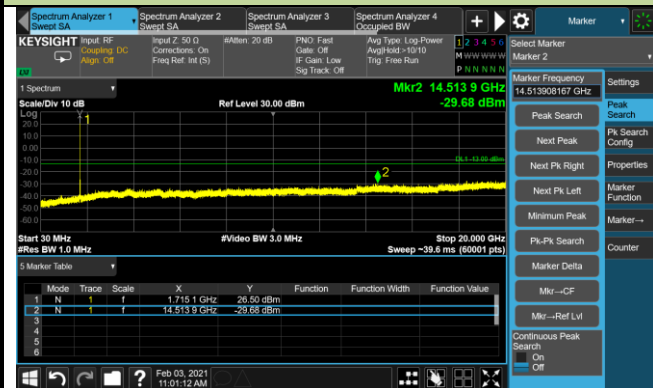 Spectrum Analyzer 1
Swept SA
Spectrum Analyzer 2
Swept SA
Spectrum Analyzer 3
Swept SA
Spectrum Analyzer 4
Occupied BW
+
Marker
KEYSIGHT
Input: RF
Coupling: DC
Align: Off
Input Z: 50 Ω
Corrections: On
Freq Ref: Int (S)
#Atten: 20 dB
PNO: Fast
Gate: Off
IF Gain: Low
Sig Track: Off
Avg Type: Log-Power
Avg|Hold:>10/10
Trig: Free Run
1 2 3 4 5 6
M W W W W W
P N N N N N
Select Marker
Marker 2
1 Spectrum
Mkr2 14.513 9 GHz
-29.68 dBm
Scale/Div 10 dB
Ref Level 30.00 dBm
Log
20.0
10.0
0.00
-10.0
-20.0
-30.0
-40.0
-50.0
-60.0
1
2
DL1 -13.00 dBm
Start 30 MHz
#Res BW 1.0 MHz
#Video BW 3.0 MHz
Stop 20.000 GHz
Sweep ~39.6 ms (60001 pts)
5 Marker Table
Mode Trace Scale X Y Function Function Width Function Value
1 N 1 f 1.715 1 GHz 26.50 dBm
2 N 1 f 14.513 9 GHz -29.68 dBm
3
4
5
6
Marker Frequency
14.513908167 GHz
Peak Search
Next Peak
Next Pk Right
Next Pk Left
Minimum Peak
Pk-Pk Search
Marker Delta
Mkr→CF
Mkr→Ref Lvl
Continuous Peak
Search
On
Off
Settings
Peak
Search
Pk Search
Config
Properties
Marker
Function
Marker→
Counter
?
Feb 03, 2021
11:01:12 AM